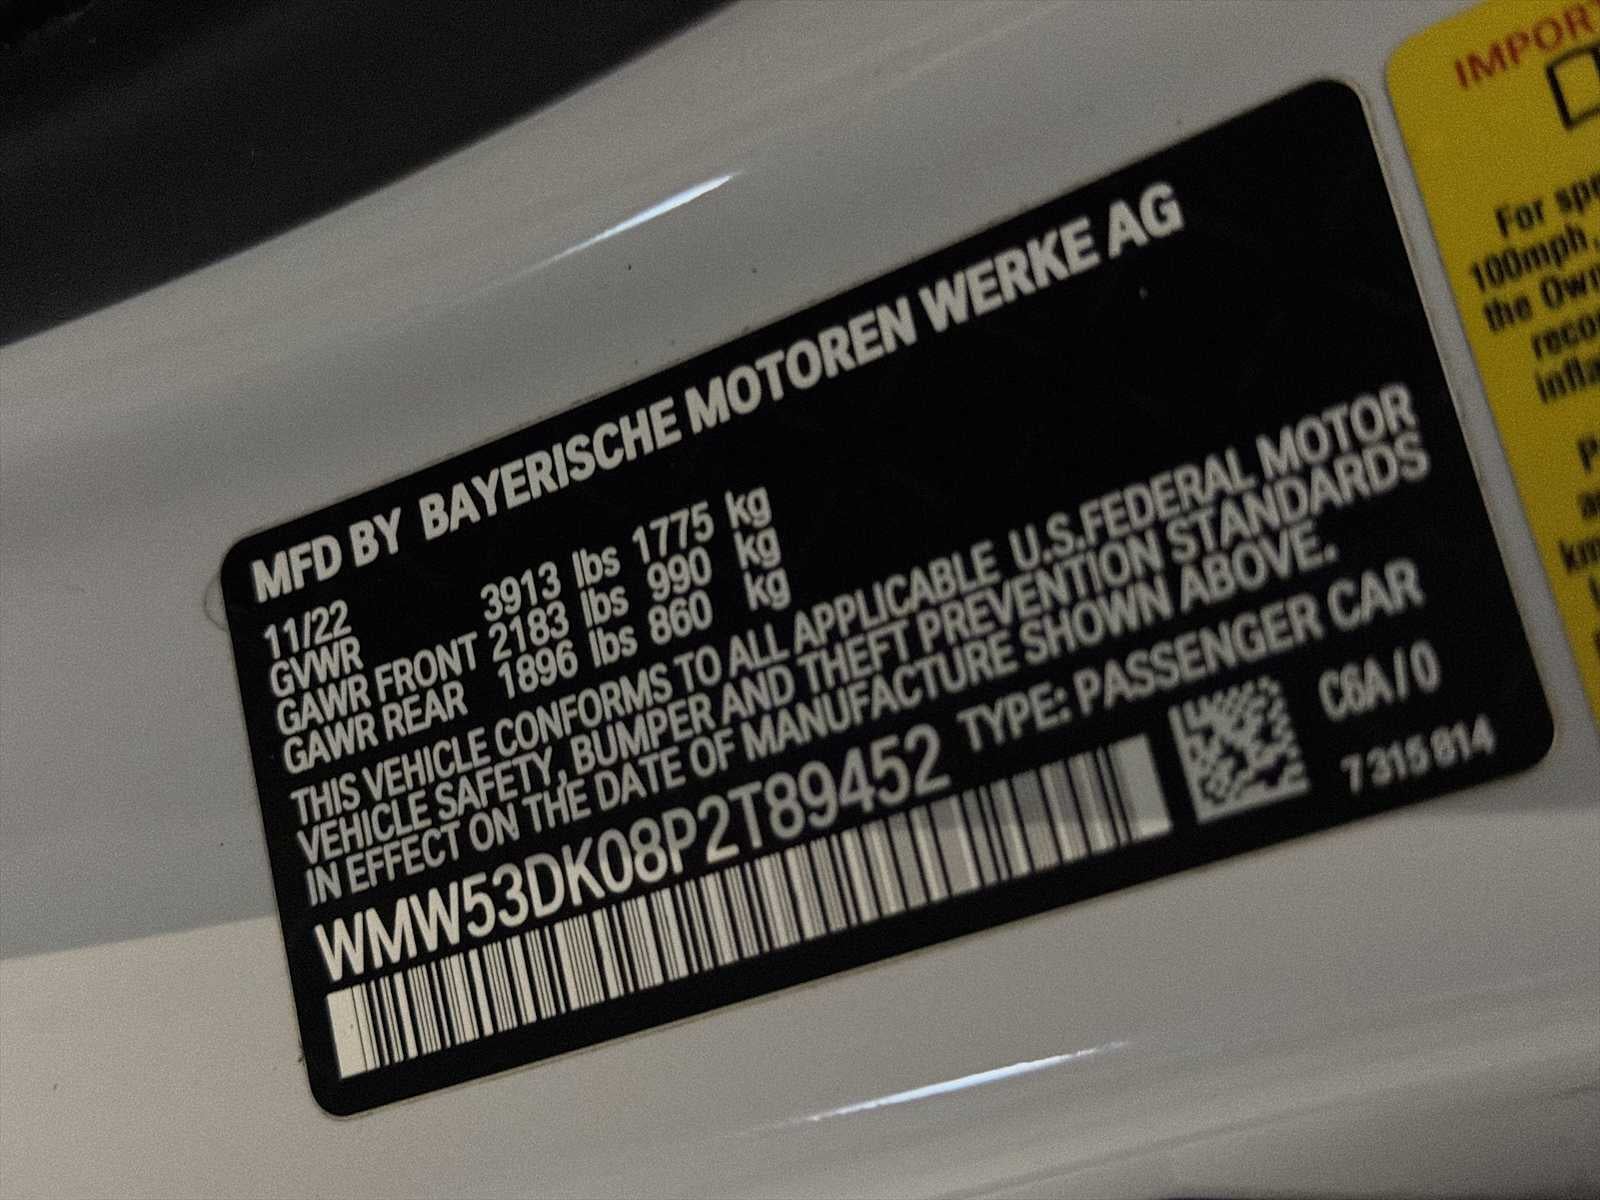 MFD BY BAYERISCHE MOTOREN WERKE AG
11/22
GVWR 3913 lbs 1775 kg
GAWR FRONT 2183 lbs 990 kg
GAWR REAR 1896 lbs 860 kg
THIS VEHICLE CONFORMS TO ALL APPLICABLE U.S.FEDERAL MOTOR
VEHICLE SAFETY, BUMPER AND THEFT PREVENTION STANDARDS
IN EFFECT ON THE DATE OF MANUFACTURE SHOWN ABOVE.
WMW53DK08P2T89452 TYPE: PASSENGER CAR
C6A/0
7 315 814
For
100mph,
the